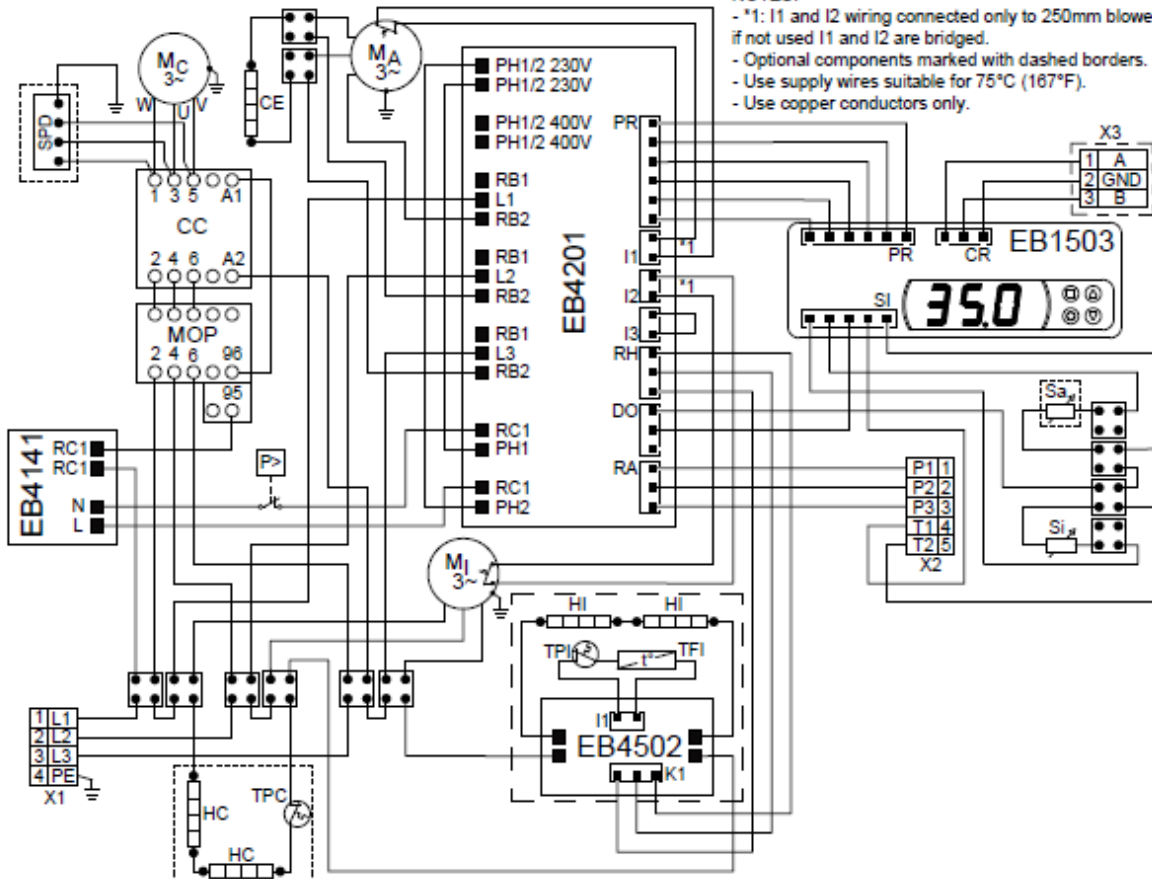 - *1: I1 and I2 wiring connected only to 250mm blowe
if not used I1 and I2 are bridged.
- Optional components marked with dashed borders.
- Use supply wires suitable for 75°C (167°F).
- Use copper conductors only.
MC
3~
W
U
V
SPD
CE
MA
3~
1 3 5 A1
CC
2 4 6 A2
MOP
2 4 6 96
95
EB4141
RC1
RC1
N
L
P>
EB4201
PH1/2 230V
PH1/2 230V
PH1/2 400V
PH1/2 400V
RB1
L1
RB2
RB1
L2
RB2
RB1
L3
RB2
RC1
PH1
RC1
PH2
PR
I1
*1
I2
*1
I3
RH
DO
RA
X3
1 A
2 GND
3 B
EB1503
PR
CR
SI
35.0
Sa
Si
P1 1
P2 2
P3 3
T1 4
T2 5
X2
MI
3~
HI
HI
TPI
t°
TFI
I1
EB4502
K1
1 L1
2 L2
3 L3
4 PE
X1
HC
TPC
HC